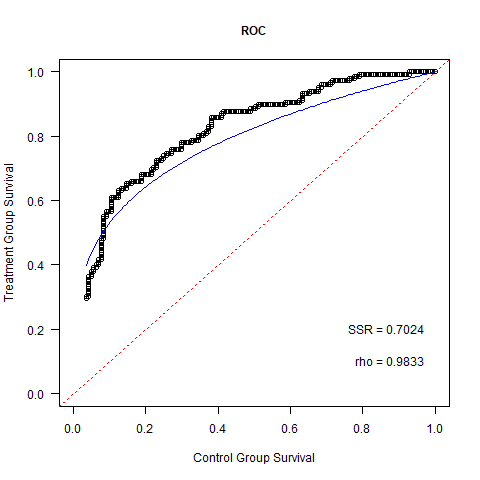 ROC
Treatment Group Survival
1.0
0.8
0.6
0.4
0.2
0.0
SSR = 0.7024
rho = 0.9833
0.0 0.2 0.4 0.6 0.8 1.0
Control Group Survival